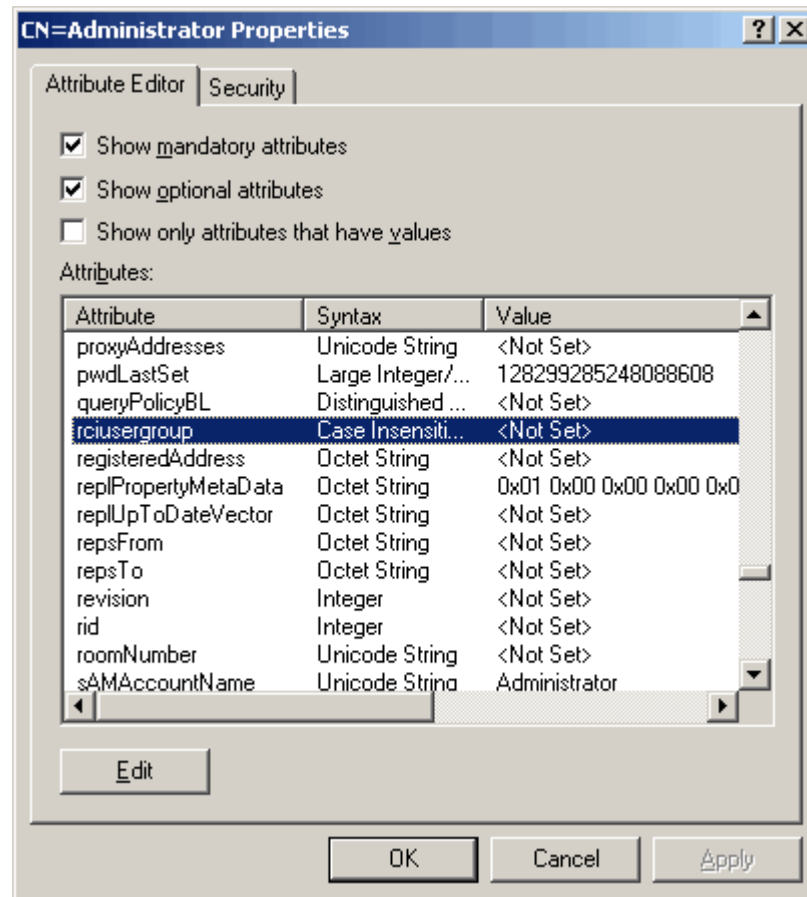 CN=Administrator Properties
Attribute Editor Security
Show mandatory attributes
Show optional attributes
Show only attributes that have values
Attributes:
Attribute Syntax Value
proxyAddresses Unicode String <Not Set>
pwdLastSet Large Integer/... 128299285248088608
queryPolicyBL Distinguished ... <Not Set>
rciusergroup Case Insensiti... <Not Set>
registeredAddress Octet String <Not Set>
replPropertyMetaData Octet String 0x01 0x00 0x00 0x00 0x0
replUpToDateVector Octet String <Not Set>
repsFrom Octet String <Not Set>
repsTo Octet String <Not Set>
revision Integer <Not Set>
rid Integer <Not Set>
roomNumber Unicode String <Not Set>
sAMAccountName Unicode String Administrator
Edit
OK Cancel Apply